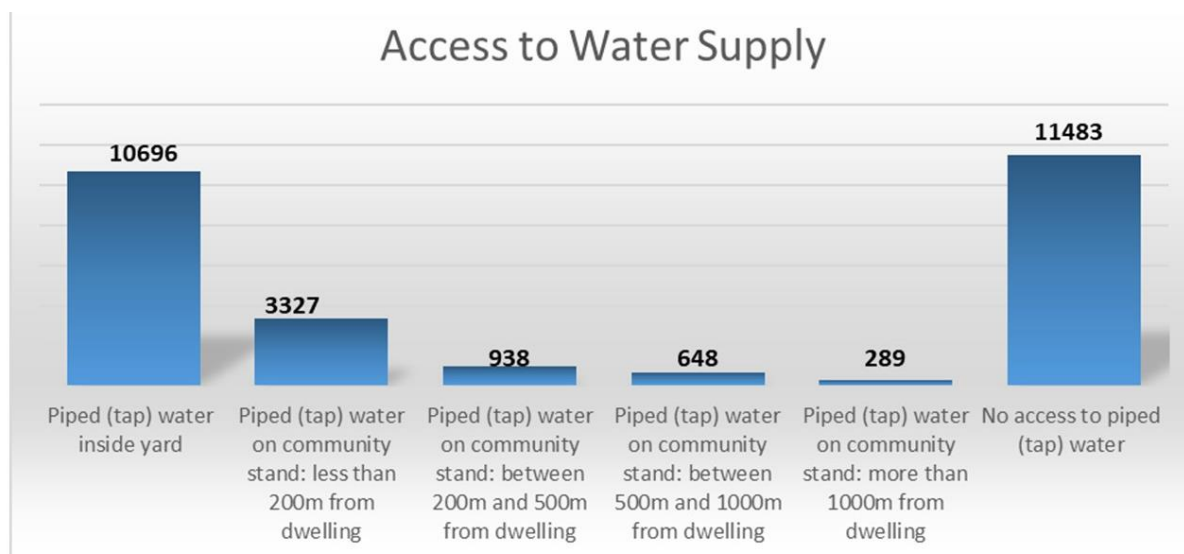 Access to Water Supply
10696
3327
938
648
289
11483
Piped (tap) water
inside yard
Piped (tap) water
on community
stand: less than
200m from
dwelling
Piped (tap) water
on community
stand: between
200m and 500m
from dwelling
Piped (tap) water
on community
stand: between
500m and 1000m
from dwelling
Piped (tap) water
on community
stand: more than
1000m from
dwelling
No access to piped
(tap) water